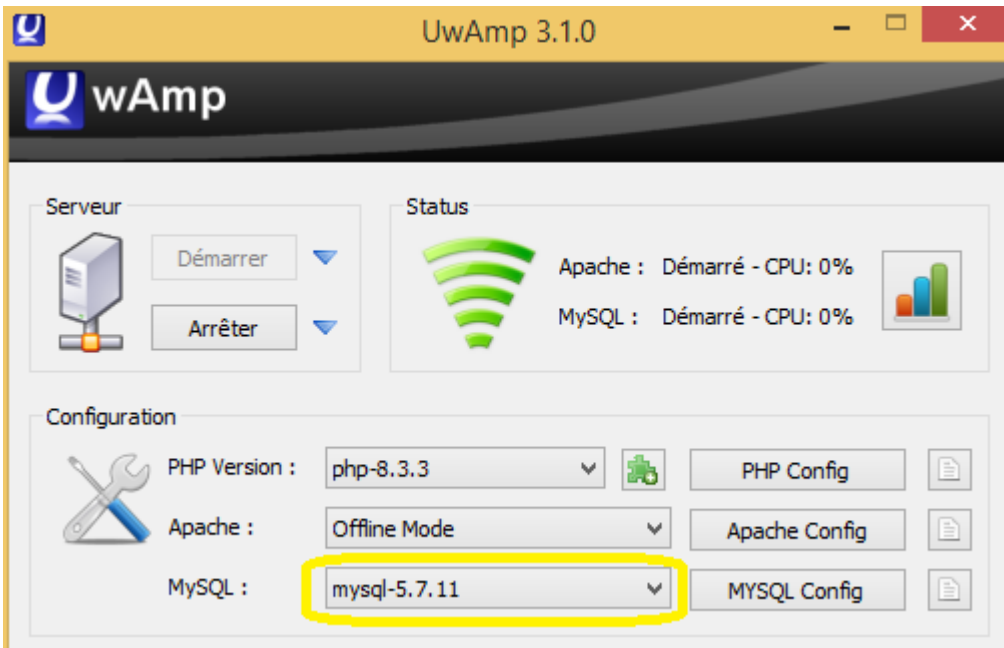 UwAmp 3.1.0
U wAmp
Serveur
Démarrer
Arrêter
Status
Apache : Démarré - CPU: 0%
MySQL : Démarré - CPU: 0%
Configuration
PHP Version : php-8.3.3 PHP Config
Apache : Offline Mode Apache Config
MySQL : mysql-5.7.11 MYSQL Config